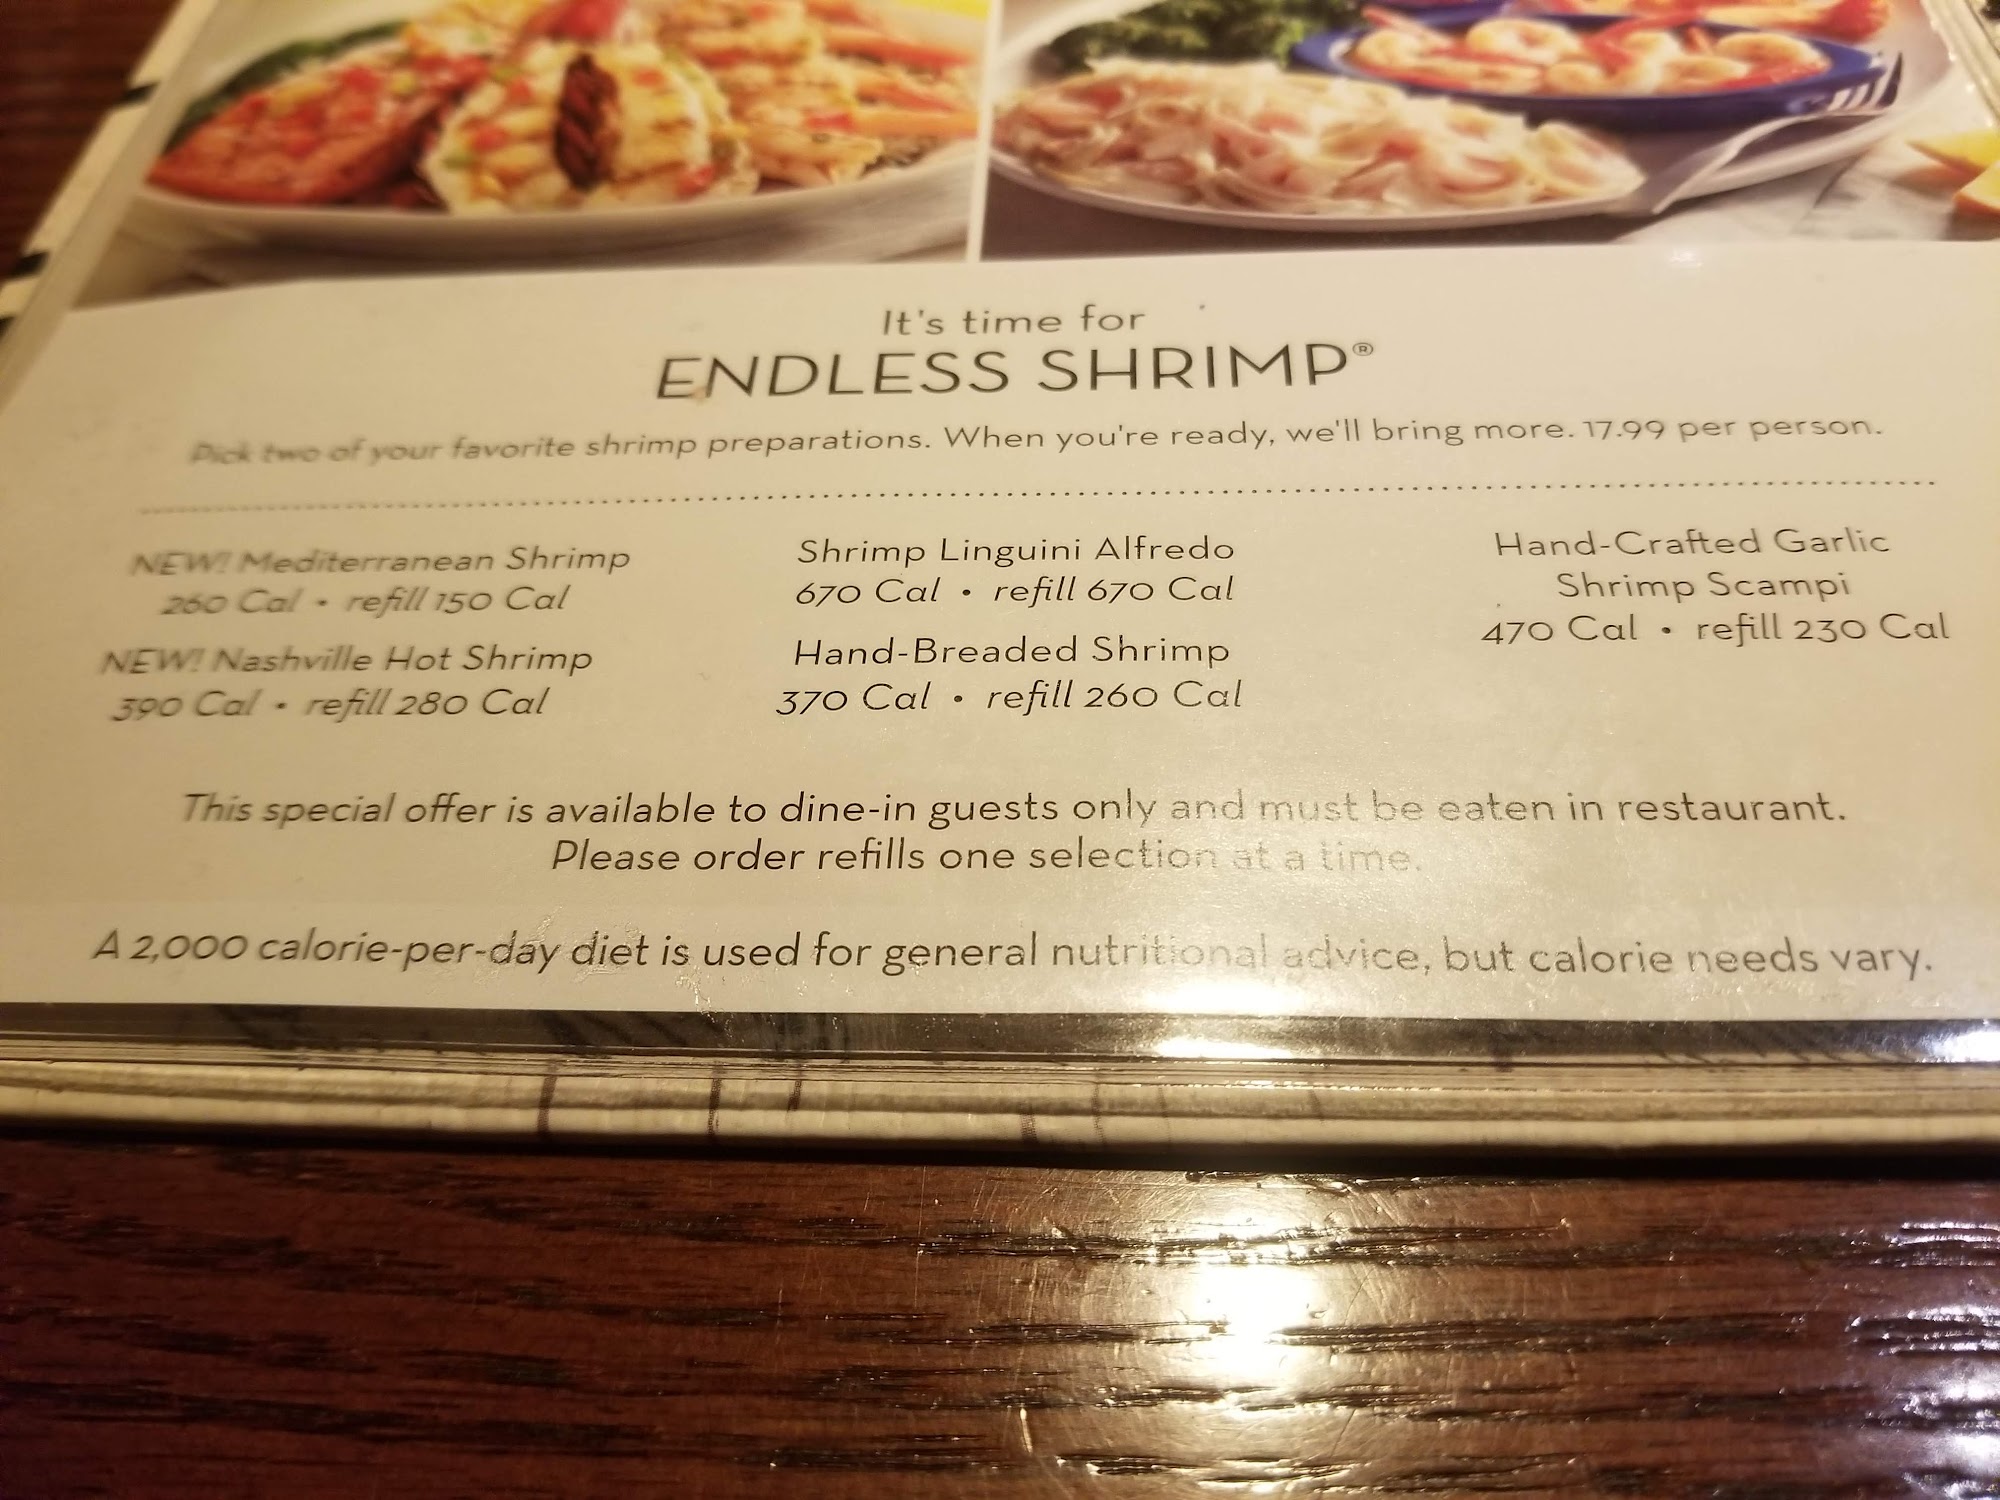 It's time for
ENDLESS SHRIMP®
Pick two of your favorite shrimp preparations. When you're ready, we'll bring more. 17.99 per person.
NEW! Mediterranean Shrimp
260 Cal • refill 150 Cal
NEW! Nashville Hot Shrimp
390 Cal • refill 280 Cal
Shrimp Linguini Alfredo
670 Cal • refill 670 Cal
Hand-Breaded Shrimp
370 Cal • refill 260 Cal
Hand-Crafted Garlic
Shrimp Scampi
470 Cal • refill 230 Cal
This special offer is available to dine-in guests only and must be eaten in restaurant.
Please order refills one selection at a time.
A 2,000 calorie-per-day diet is used for general nutritional advice, but calorie needs vary.